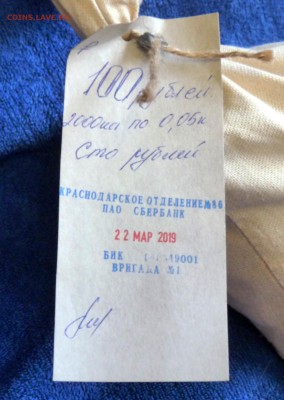 COINS.LAVE.RU
100 рублей
2000шт по 0,05к
Сто рублей
КРАСНОДАРСКОЕ ОТДЕЛЕНИЕ№86
ПАО СБЕРБАНК
22 МАР 2019
БИК 49001
БРИГАДА №1